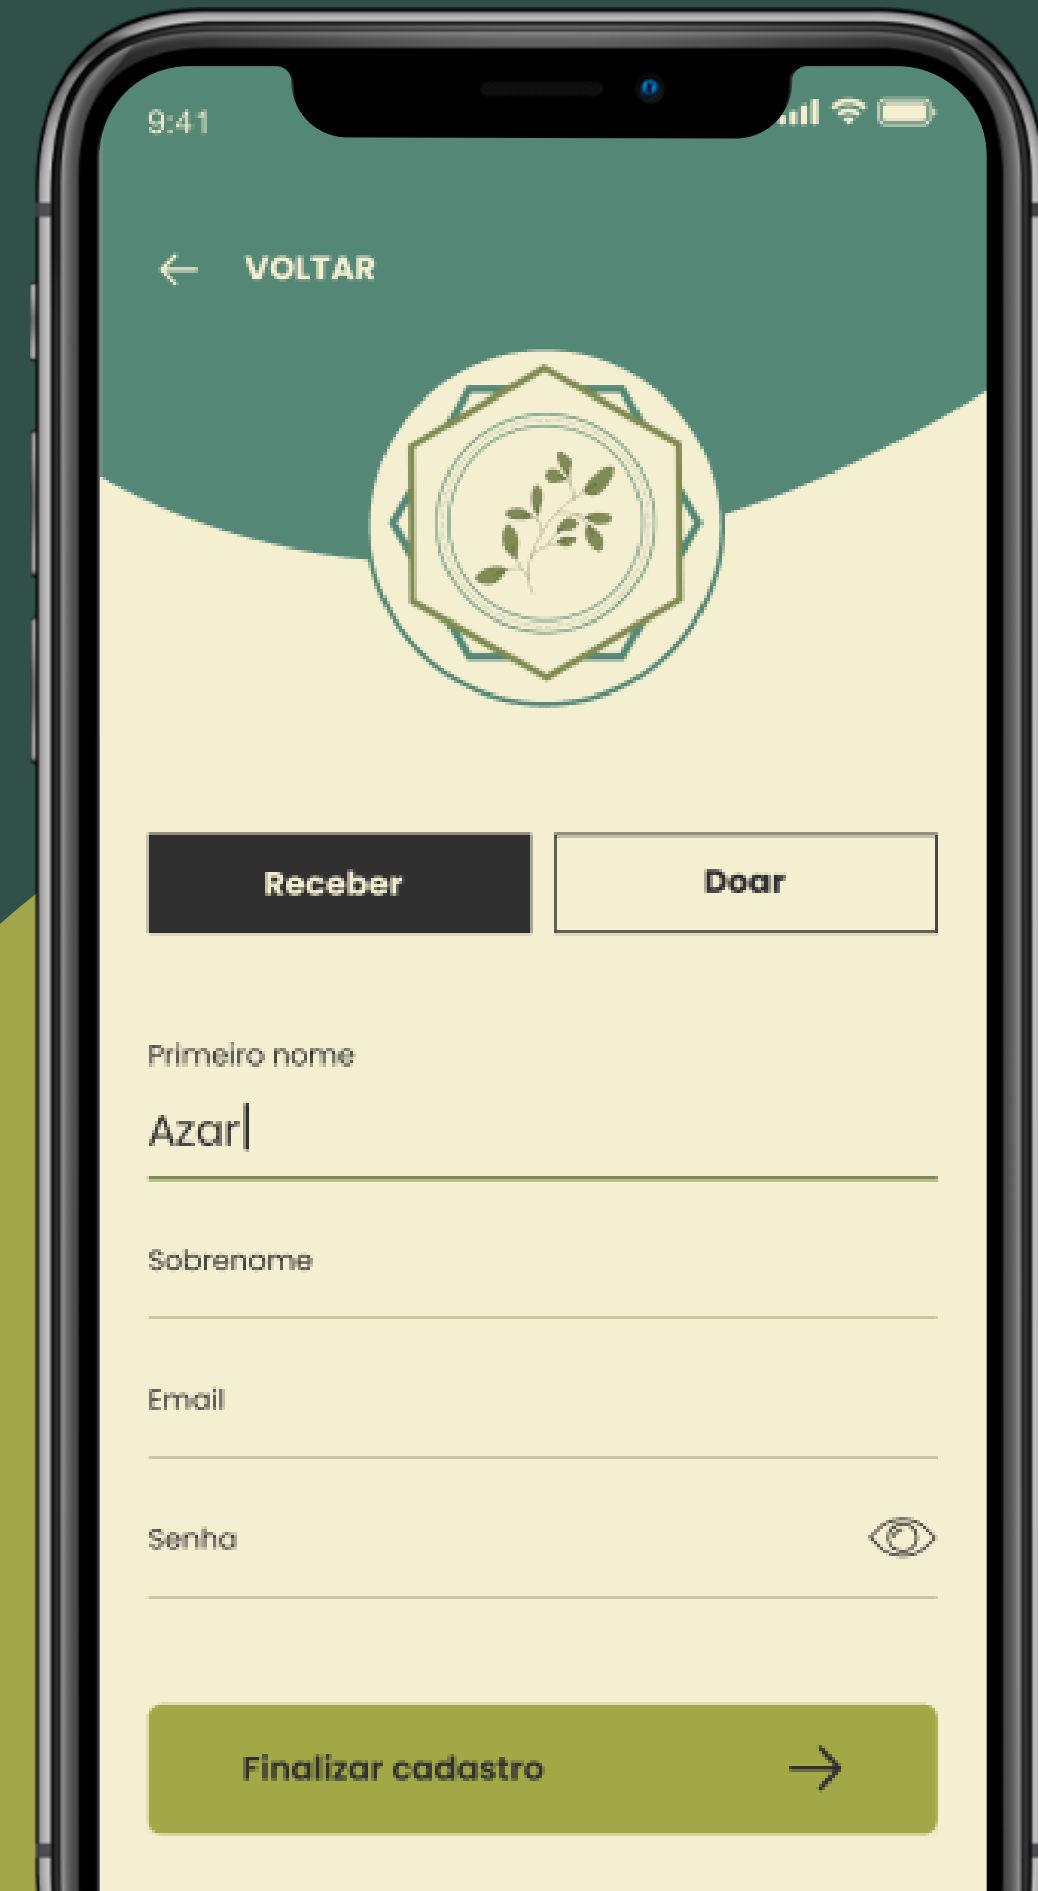 9:41
VOLTAR
Receber
Doar
Primeiro nome
Azar
Sobrenome
Email
Senha
Finalizar cadastro